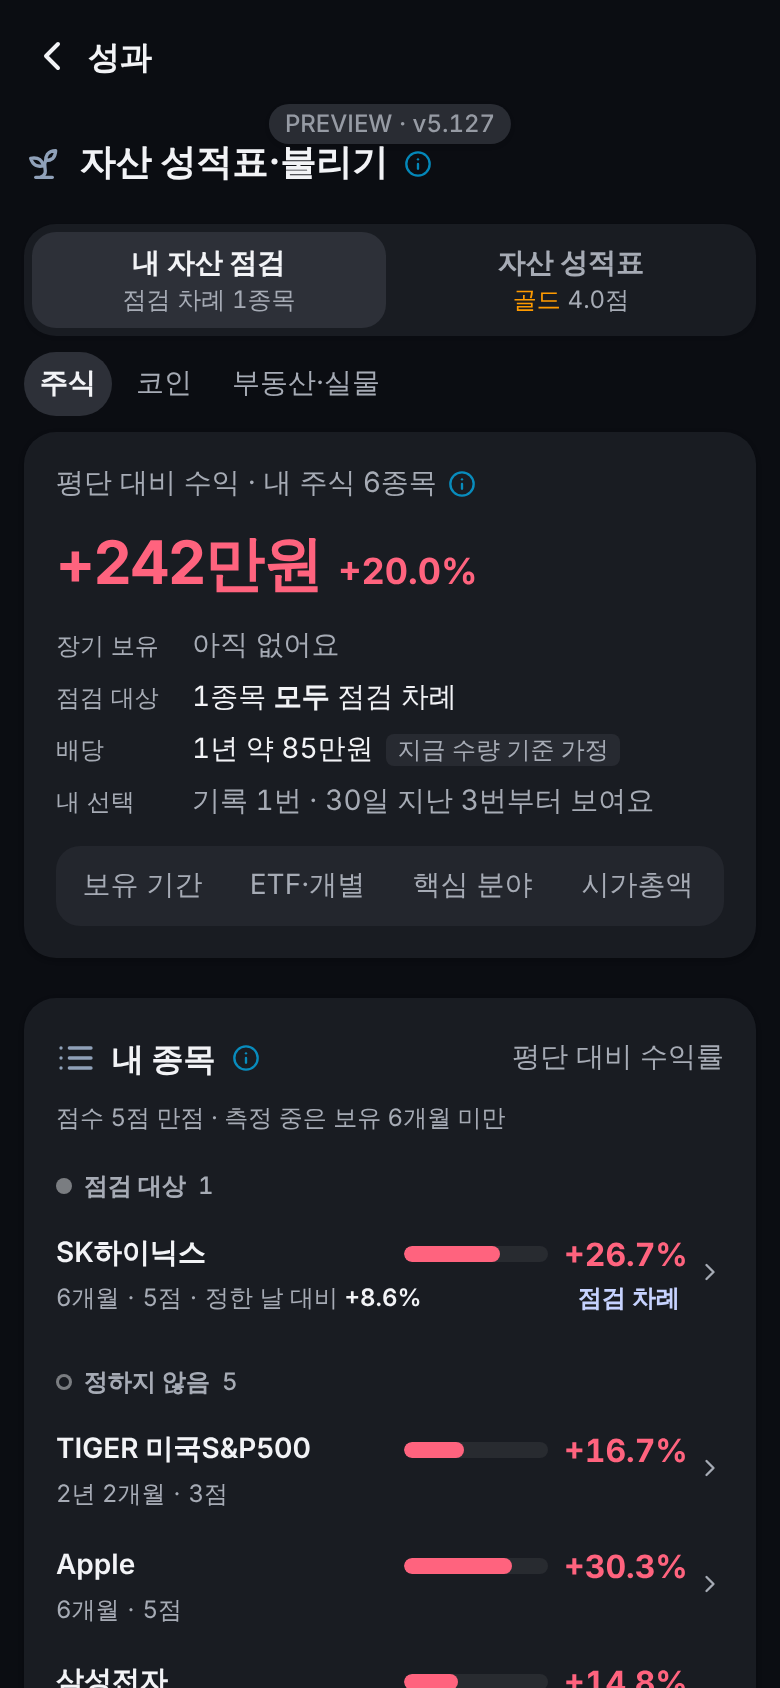 성과
PREVIEW · v5.127
자산 성적표·불리기
내 자산 점검
점검 차례 1종목
자산 성적표
골드 4.0점
주식 코인 부동산·실물
평단 대비 수익 · 내 주식 6종목
+242만원 +20.0%
장기 보유 아직 없어요
점검 대상 1종목 모두 점검 차례
배당 1년 약 85만원 지금 수량 기준 가정
내 선택 기록 1번 · 30일 지난 3번부터 보여요
보유 기간 ETF·개별 핵심 분야 시가총액
내 종목 평단 대비 수익률
점수 5점 만점 · 측정 중은 보유 6개월 미만
점검 대상 1
SK하이닉스 +26.7%
6개월 · 5점 · 정한 날 대비 +8.6% 점검 차례
정하지 않음 5
TIGER 미국S&P500 +16.7%
2년 2개월 · 3점
Apple +30.3%
6개월 · 5점
삼성전자 +14.8%